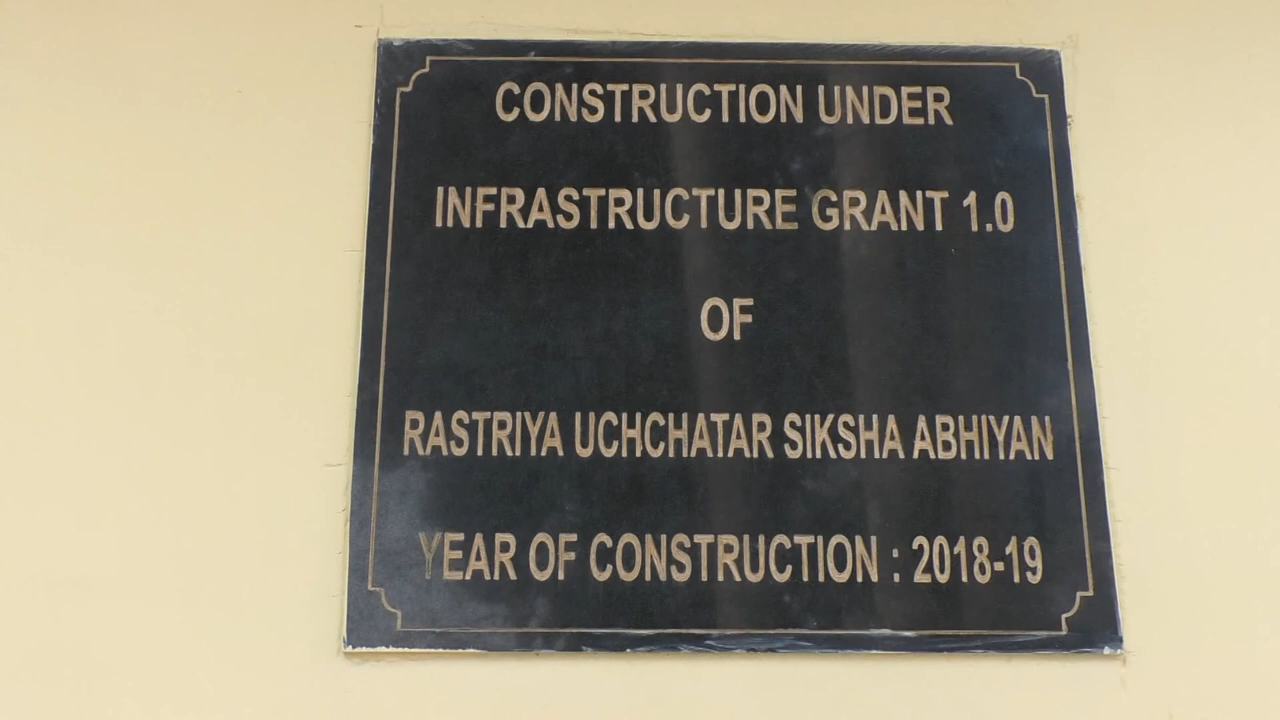 CONSTRUCTION UNDER
INFRASTRUCTURE GRANT 1.0
OF
RASTRIYA UCHCHATAR SIKSHA ABHIYAN
YEAR OF CONSTRUCTION : 2018-19